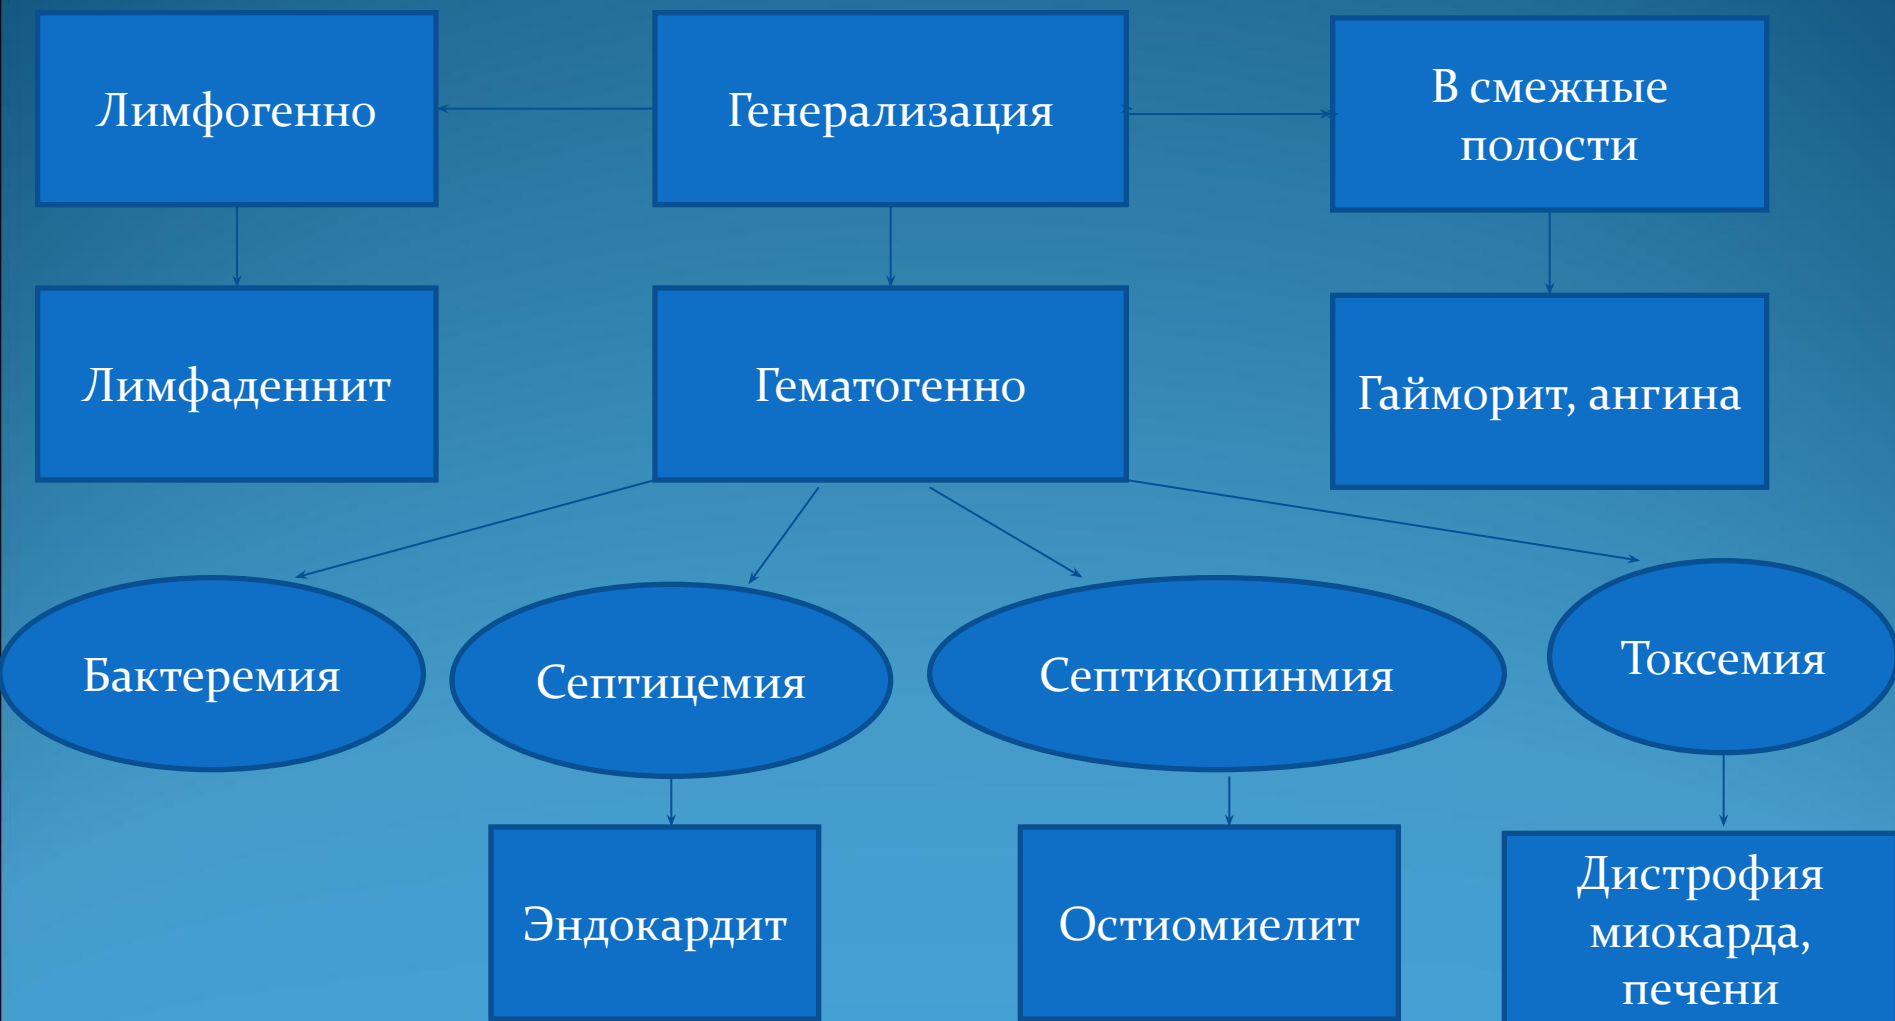 Лимфогенно
Генерализация
В смежные
полости
Лимфаденнит
Гематогенно
Гайморит, ангина
Бактеремия
Септицемия
Септикопинмия
Токсемия
Эндокардит
Остиомиелит
Дистрофия
миокарда,
печени